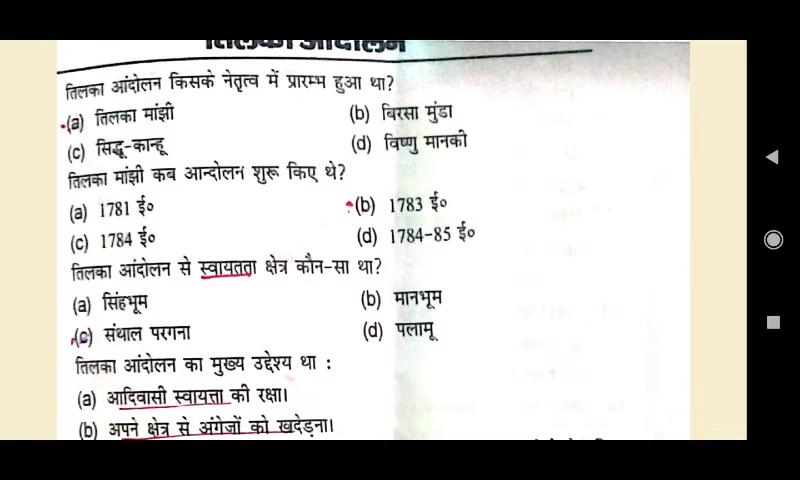 तिलका आंदोलन
तिलका आंदोलन किसके नेतृत्व में प्रारम्भ हुआ था?
(a) तिलका मांझी (b) बिरसा मुंडा
(c) सिद्धू-कान्हू (d) विष्णु मानकी
तिलका मांझी कब आन्दोलन शुरू किए थे?
(a) 1781 ई० (b) 1783 ई०
(c) 1784 ई० (d) 1784-85 ई०
तिलका आंदोलन से स्वायतता क्षेत्र कौन-सा था?
(a) सिंहभूम (b) मानभूम
(c) संथाल परगना (d) पलामू
तिलका आंदोलन का मुख्य उद्देश्य था :
(a) आदिवासी स्वायत्ता की रक्षा।
(b) अपने क्षेत्र से अंगेजों को खदेड़ना।